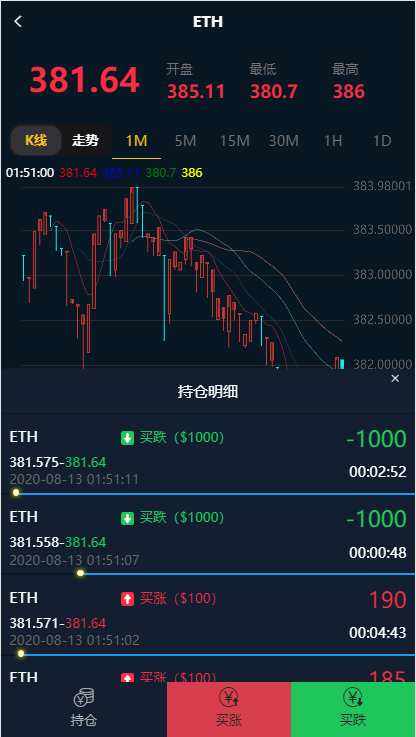 ETH
381.64
开盘 最低 最高
385.11 380.7 386
K线 走势 1M 5M 15M 30M 1H 1D
01:51:00 381.64 385.11 380.7 386
383.98001
383.50000
383.00000
382.50000
382.00000
持仓明细
ETH 买跌（$1000） -1000
381.575-381.64 00:02:52
2020-08-13 01:51:11
ETH 买跌（$1000） -1000
381.558-381.64 00:00:48
2020-08-13 01:51:07
ETH 买涨（$100） 190
381.571-381.64 00:04:43
2020-08-13 01:51:02
ETH 买涨（$100） 185
持仓 买涨 买跌